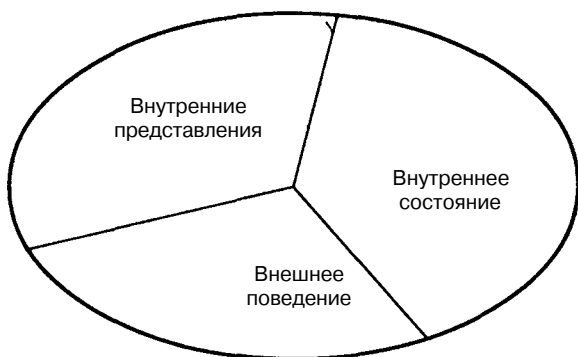 Внутренние
представления
Внутреннее
состояние
Внешнее
поведение